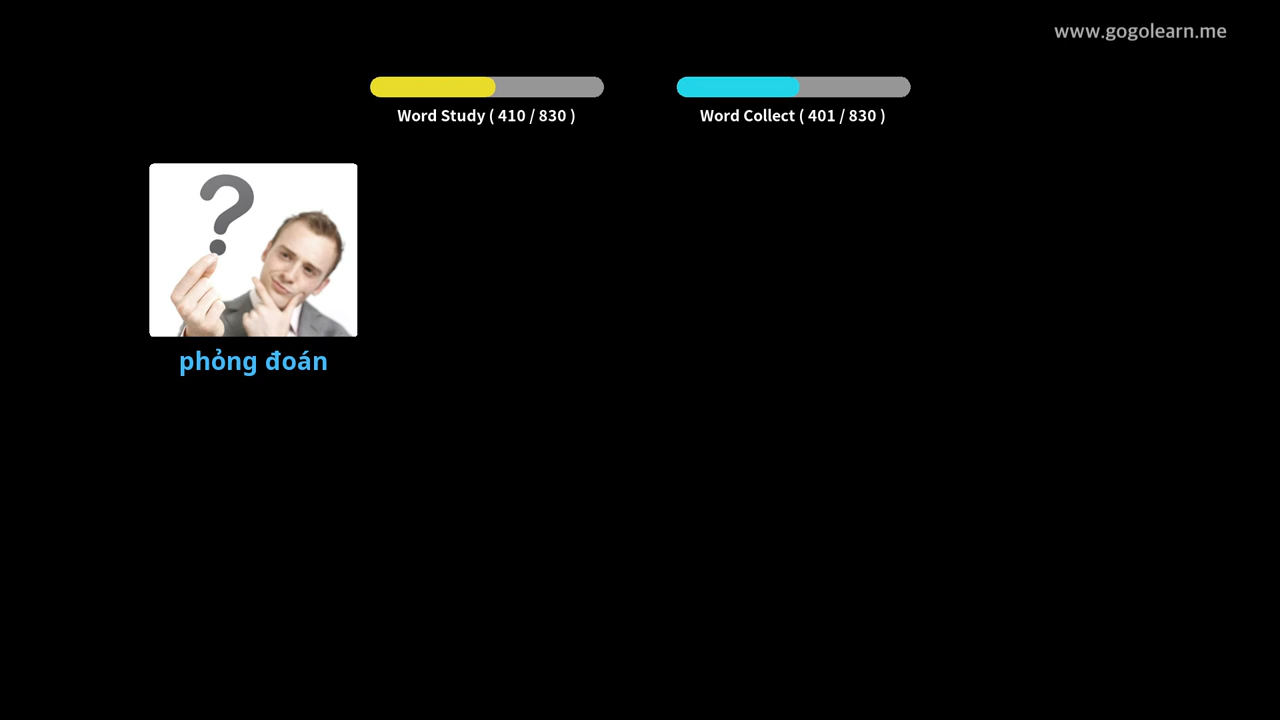 www.gogolearn.me
Word Study ( 410 / 830 )
Word Collect ( 401 / 830 )
?
phỏng đoán